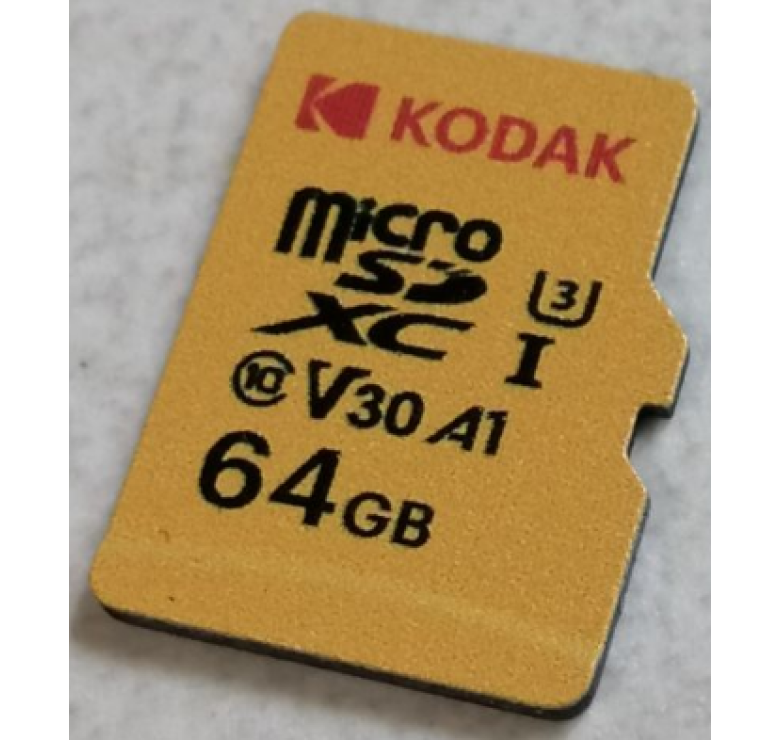 KODAK
micro
SD
XC
3
I
10 V30 A1
64GB